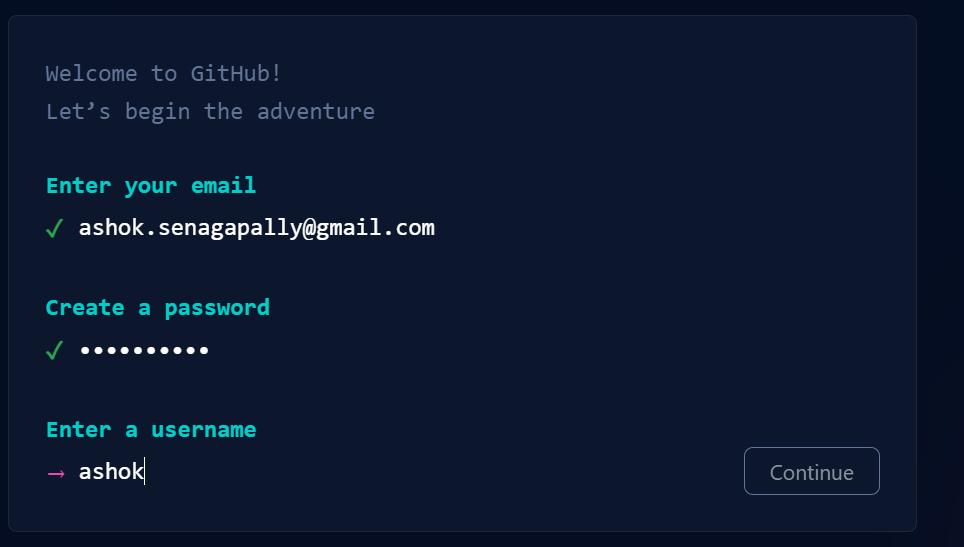 Welcome to GitHub!
Let’s begin the adventure
Enter your email
✓ ashok.senagapally@gmail.com
Create a password
✓ ••••••••••
Enter a username
→ ashok
Continue